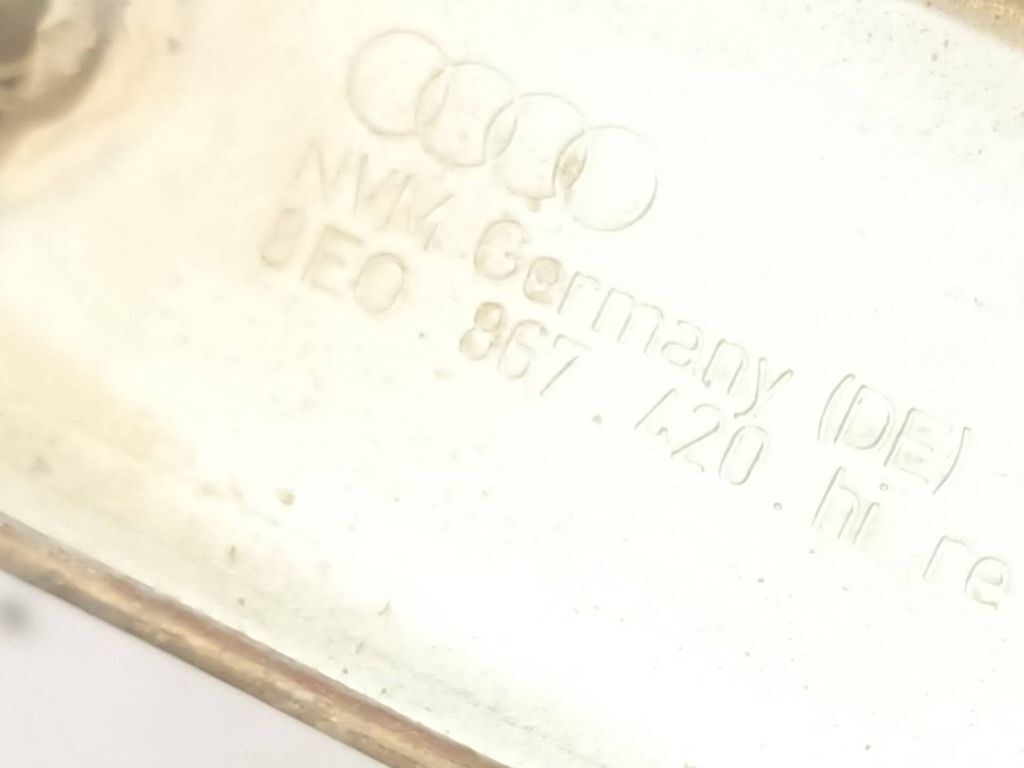 NVM Germany (DE)
8E0 . 867 . 420 . hi re